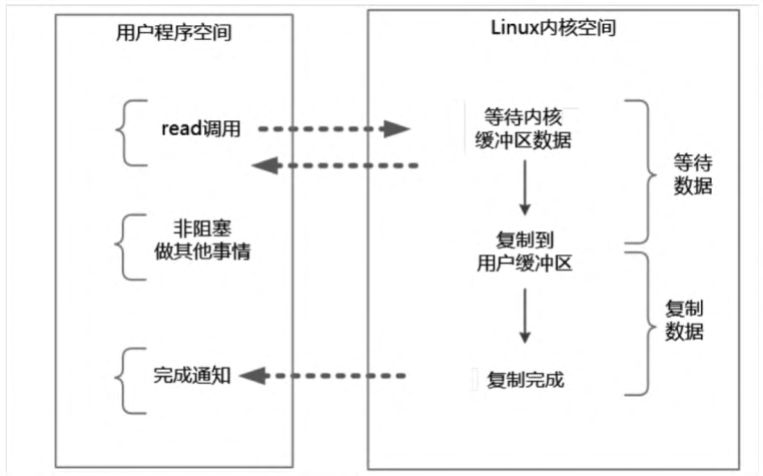 用户程序空间
Linux内核空间
read调用
等待内核
缓冲区数据
等待
数据
非阻塞
做其他事情
复制到
用户缓冲区
复制
数据
完成通知
复制完成